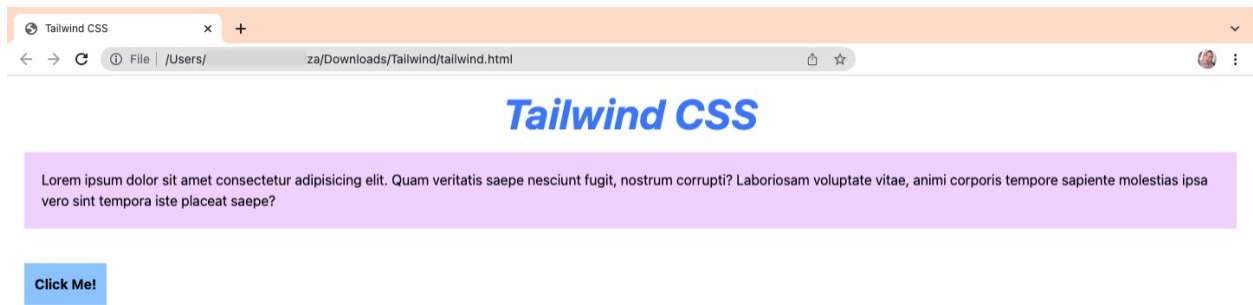 Tailwind CSS
File /Users/ za/Downloads/Tailwind/tailwind.html
Tailwind CSS
Lorem ipsum dolor sit amet consectetur adipisicing elit. Quam veritatis saepe nesciunt fugit, nostrum corrupti? Laboriosam voluptate vitae, animi corporis tempore sapiente molestias ipsa
vero sint tempora iste placeat saepe?
Click Me!